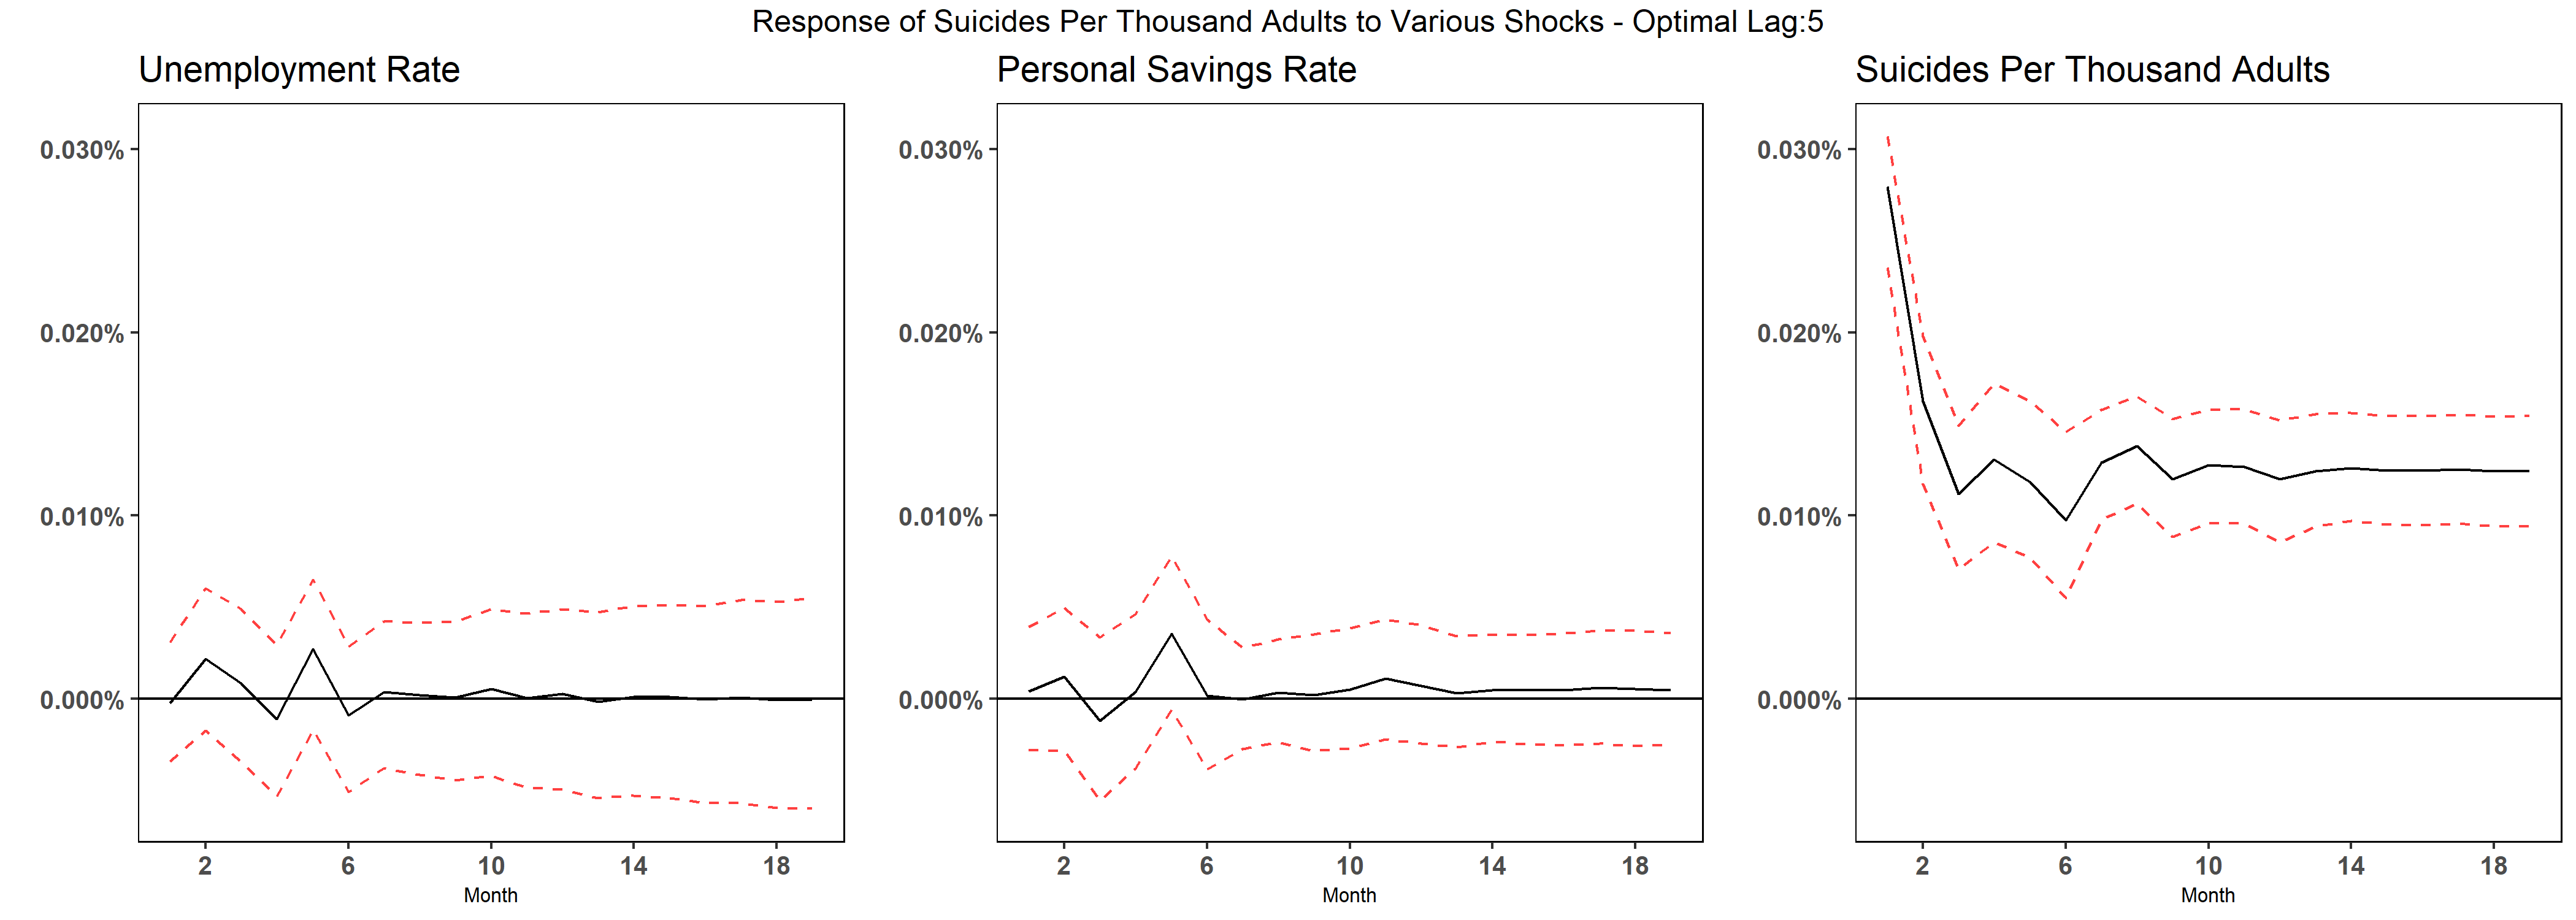 Response of Suicides Per Thousand Adults to Various Shocks - Optimal Lag:5
Unemployment Rate
0.030%
0.020%
0.010%
0.000%
2 6 10 14 18
Month
Personal Savings Rate
0.030%
0.020%
0.010%
0.000%
2 6 10 14 18
Month
Suicides Per Thousand Adults
0.030%
0.020%
0.010%
0.000%
2 6 10 14 18
Month